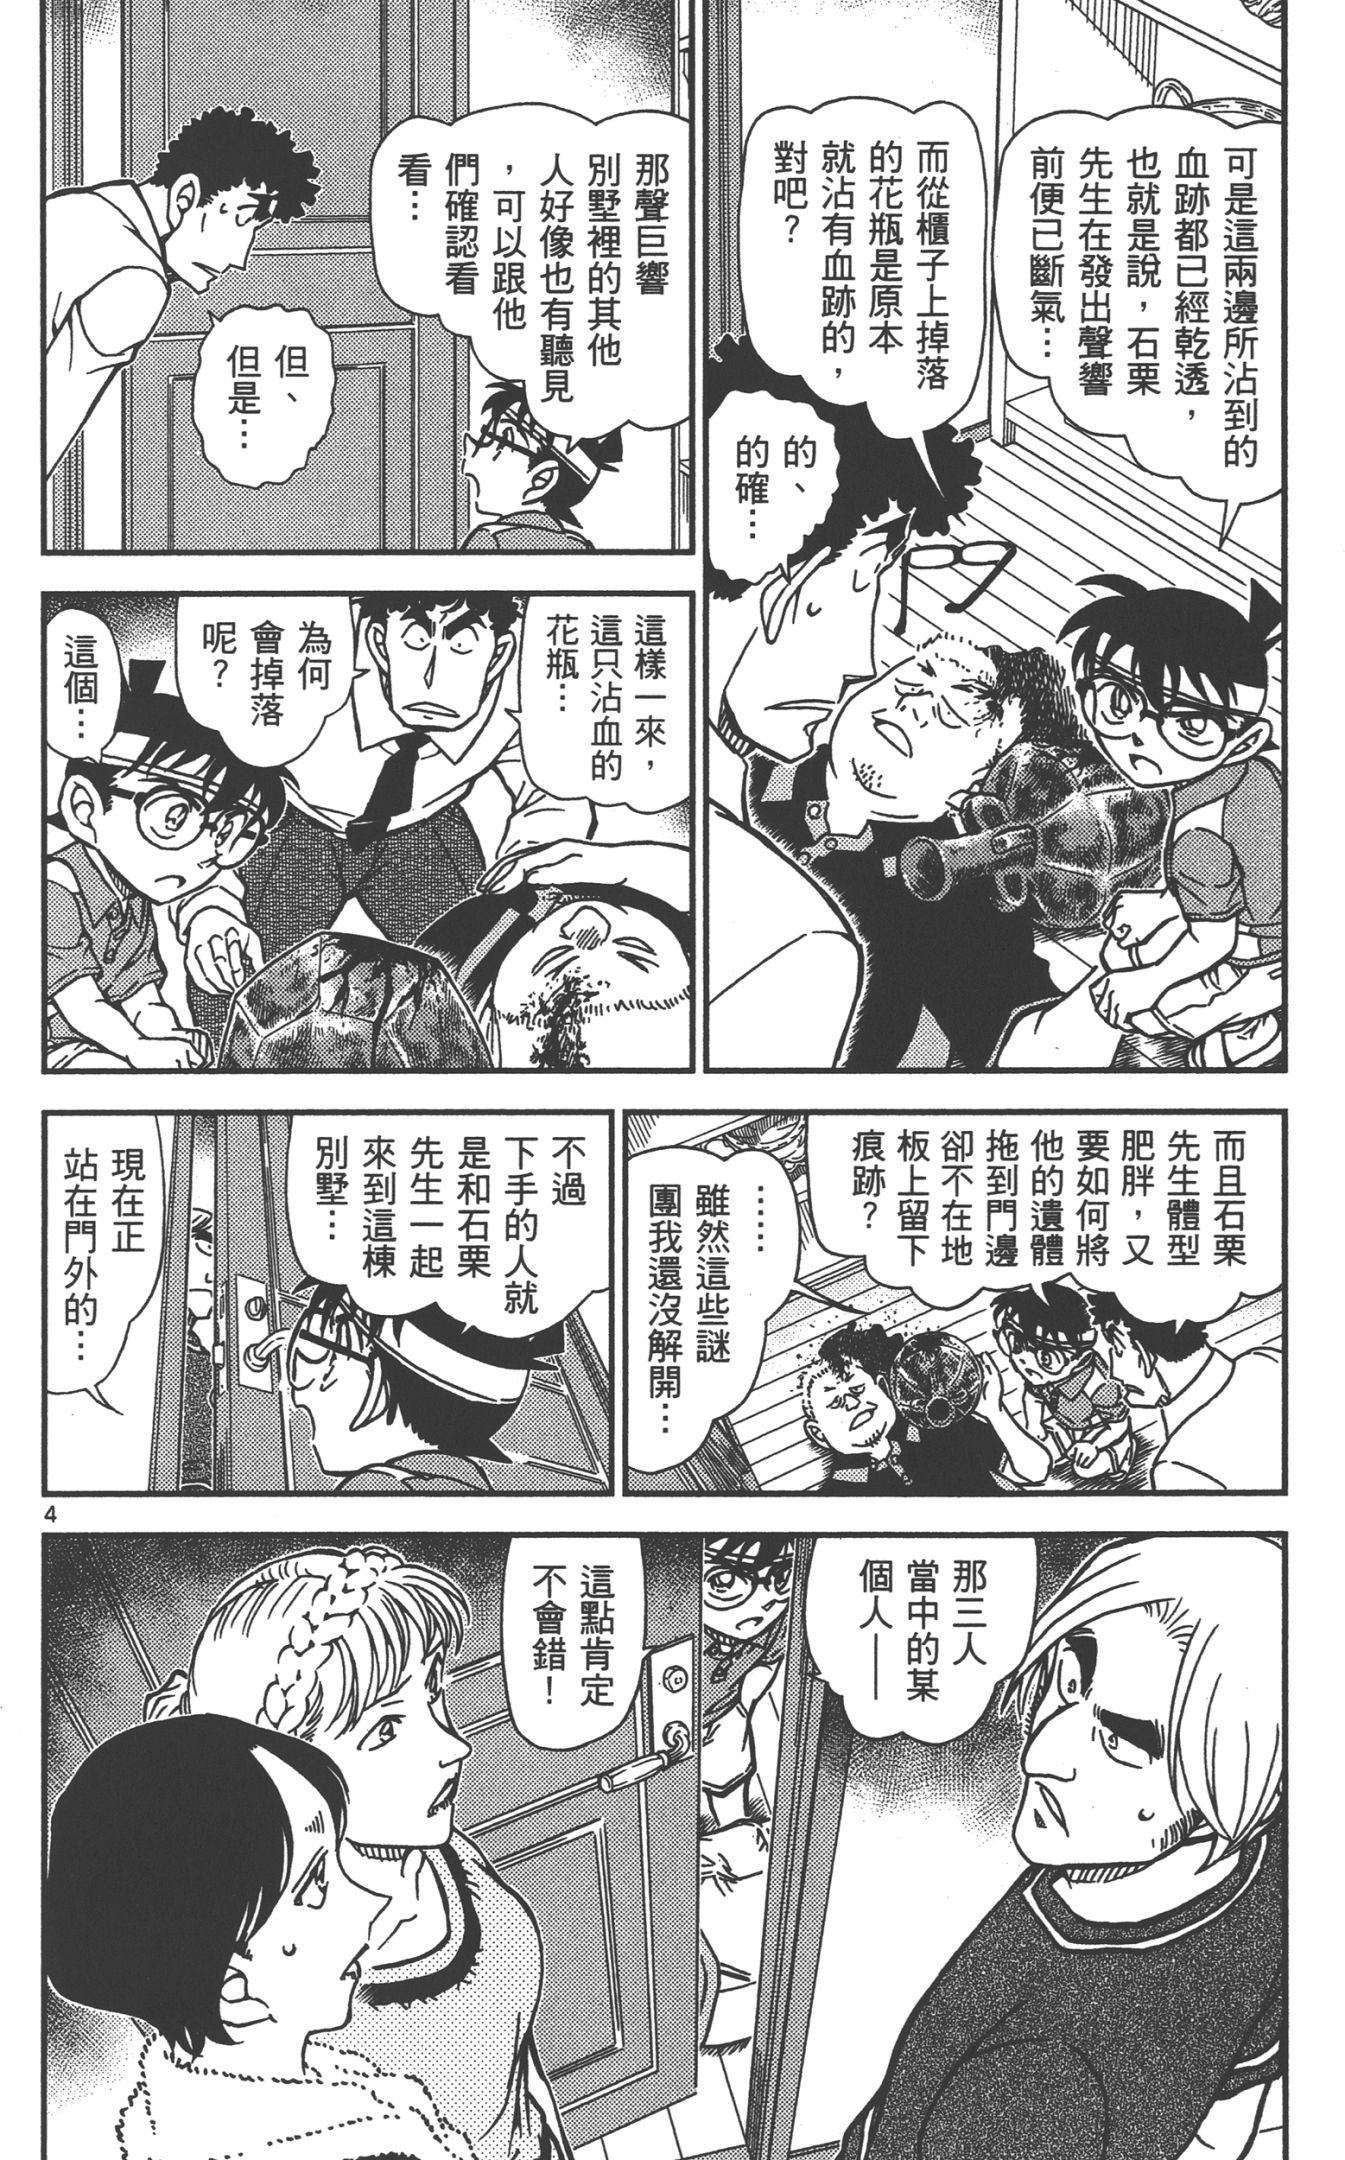 可是這兩邊所沾到的
血跡都已經乾透，
也就是說，石栗
先生在發出聲響
前便已斷氣…
而從櫃子上掉落
的花瓶是原本
就沾有血跡的，
對吧？
的、
的確…
那聲巨響
別墅裡的其他
人好像也有聽見
，可以跟他
們確認看
看…
但、
但是…
這樣一來，
這只沾血的
花瓶…
為何
會掉落
呢？
這個…
而且石栗
先生體型
肥胖，又
要如何將
他的遺體
拖到門邊
卻不在地
板上留下
痕跡？
……
雖然這些謎
團我還沒解開…
不過
下手的人就
是和石栗
先生一起
來到這棟
別墅…
現在正
站在門外的…
4
那三人
當中的某
個人──
這點肯定
不會錯！